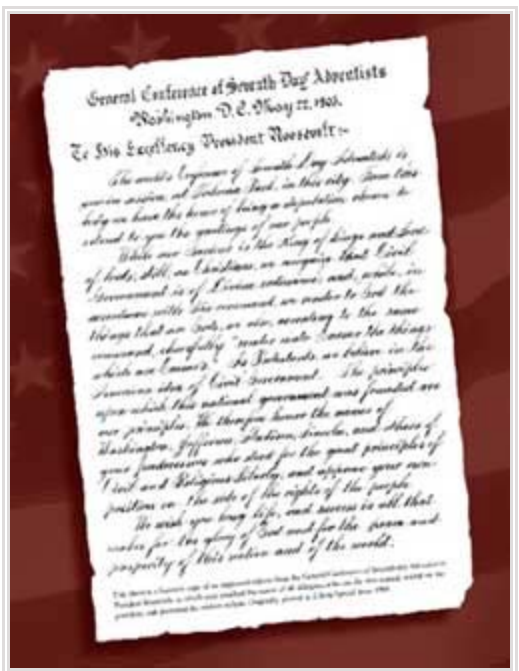 General Conference of Seventh Day Adventists
Washington D.C. May 22, 1905.
To His Excellency President Roosevelt:-
The world's Conference of Seventh Day Adventists is
now in session at Takoma Park, in this city. From this
body we have the honor of being a deputation chosen to
extend to you the greetings of our people.
While our Saviour is the King of kings and Lord
of lords, still, as Christians, we recognize that Civil
Government is of Divine ordinance, and, while, in
accordance with His command, we render to God the
things that are God's, we also, according to the same
command, cheerfully "render unto Caesar the things
which are Caesar's." As Protestants, we believe in the
American idea of Civil Government. The principles
upon which this national government was founded are
our principles. We therefore honor the names of
Washington, Jefferson, Madison, Lincoln, and others of
your predecessors who stood for the great principles of
Civil and Religious Liberty, and approve your own
position on the side of the rights of the people.
We wish you long life, and success in all that
makes for the glory of God and for the peace and
prosperity of this nation and of the world.